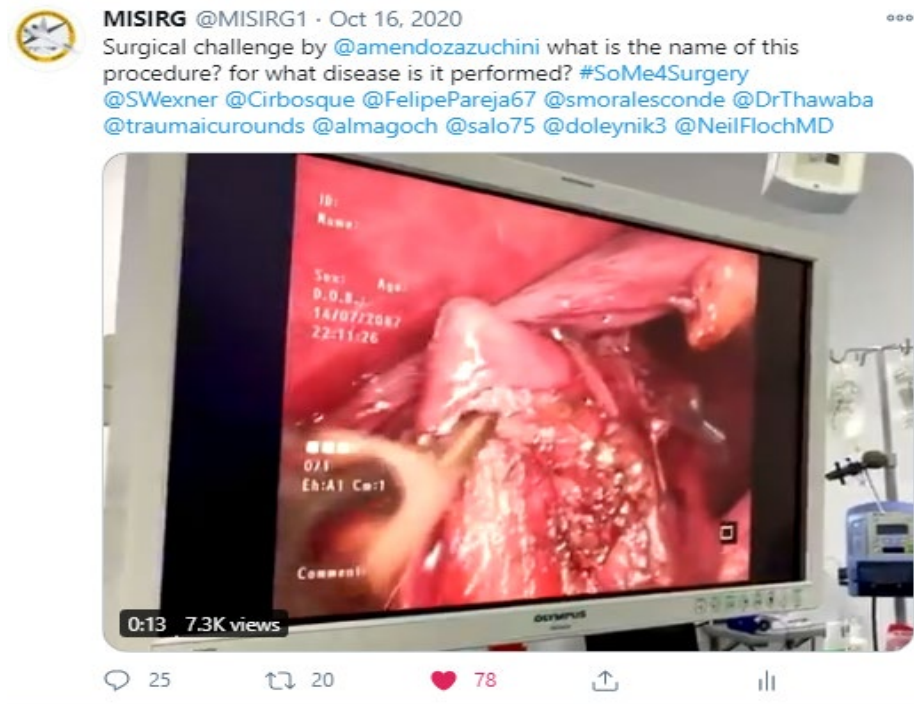 MISIRG @MISIRG1 · Oct 16, 2020
Surgical challenge by @amendozazuchini what is the name of this
procedure? for what disease is it performed? #SoMe4Surgery
@SWexner @Cirbosque @FelipePareja67 @smoralesconde @DrThawaba
@traumaicurounds @almagoch @salo75 @doleynik3 @NeilFlochMD
ID:
Name:
Sex: Age:
D.O.B.:
14/07/2087
22:11:26
0/1
Eh:A1 Cm:1
Comment:
OLYMPUS
0:13 7.3K views
25 20 78